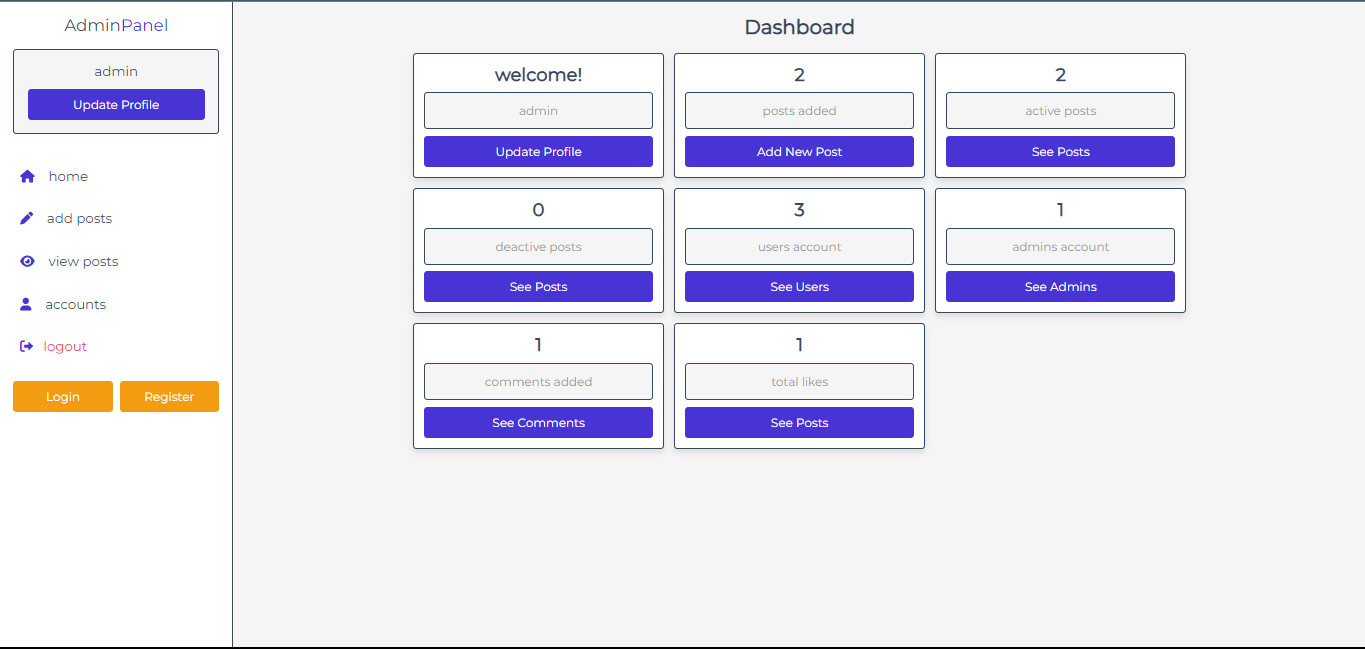 AdminPanel
admin
Update Profile
home
add posts
view posts
accounts
logout
Login Register
Dashboard
welcome!
admin
Update Profile
2
posts added
Add New Post
2
active posts
See Posts
0
deactive posts
See Posts
3
users account
See Users
1
admins account
See Admins
1
comments added
See Comments
1
total likes
See Posts